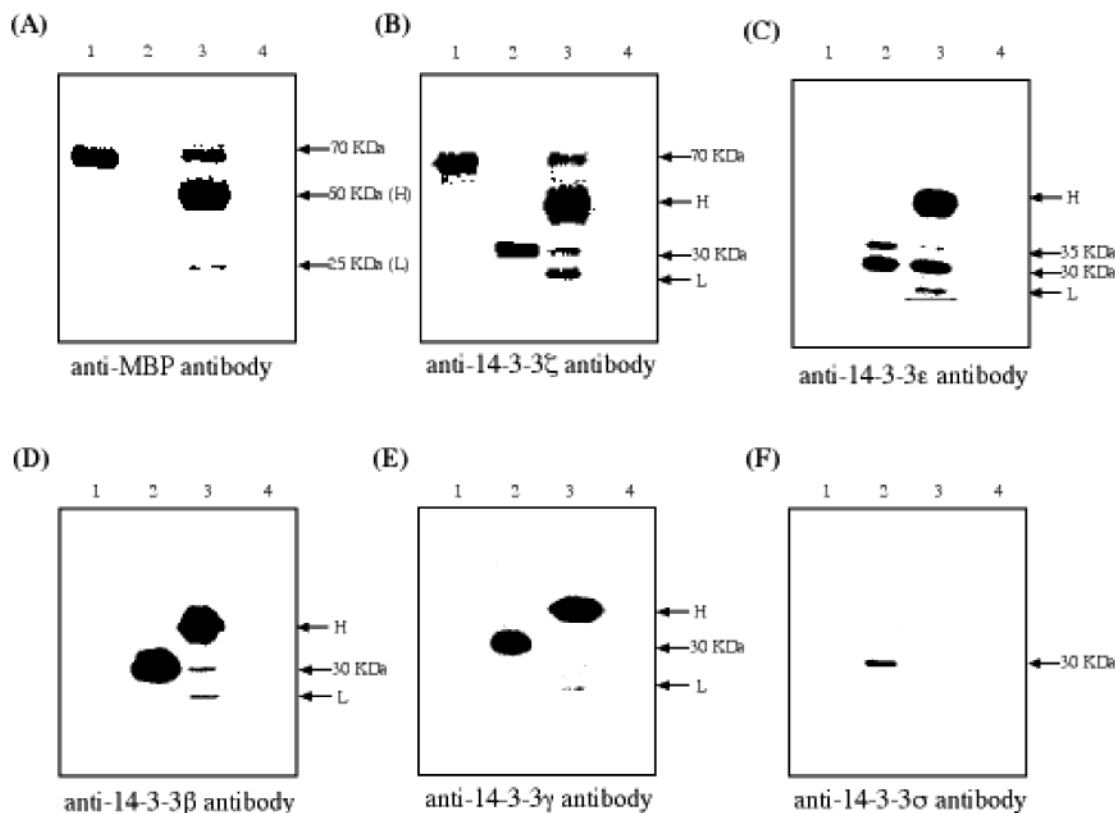 (A)
1 2 3 4
70 KDa
50 KDa (H)
25 KDa (L)
anti-MBP antibody
(B)
1 2 3 4
70 KDa
H
30 KDa
L
anti-14-3-3ζ antibody
(C)
1 2 3 4
H
35 KDa
30 KDa
L
anti-14-3-3ε antibody
(D)
1 2 3 4
H
30 KDa
L
anti-14-3-3β antibody
(E)
1 2 3 4
H
30 KDa
L
anti-14-3-3γ antibody
(F)
1 2 3 4
30 KDa
anti-14-3-3σ antibody